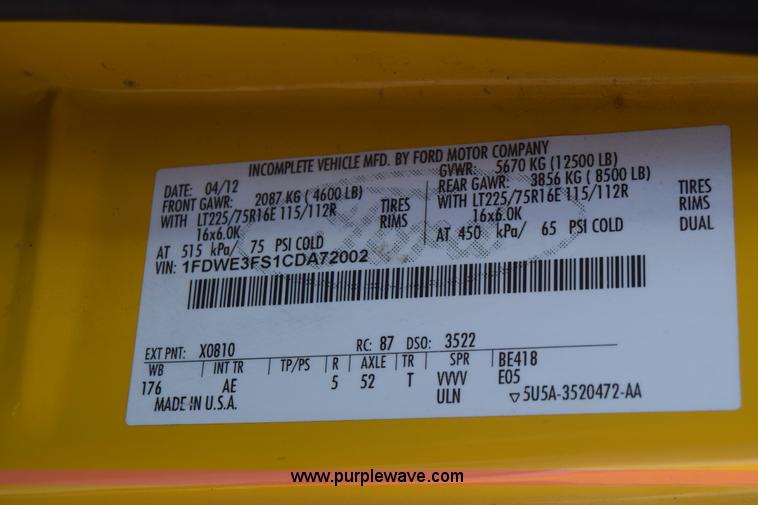 INCOMPLETE VEHICLE MFD. BY FORD MOTOR COMPANY
DATE: 04/12 GVWR: 5670 KG (12500 LB)
FRONT GAWR: 2087 KG ( 4600 LB) REAR GAWR: 3856 KG ( 8500 LB)
WITH LT225/75R16E 115/112R TIRES WITH LT225/75R16E 115/112R TIRES
16x6.0K RIMS 16x6.0K RIMS
AT 515 kPa/ 75 PSI COLD AT 450 kPa/ 65 PSI COLD DUAL
VIN: 1FDWE3FS1CDA72002
Ford
EXT PNT: X0810 RC: 87 DSO: 3522
WB INT TR TP/PS R AXLE TR SPR BE418
176 AE 5 52 T VVVV E05
MADE IN U.S.A. ULN ▽5U5A-3520472-AA
www.purplewave.com